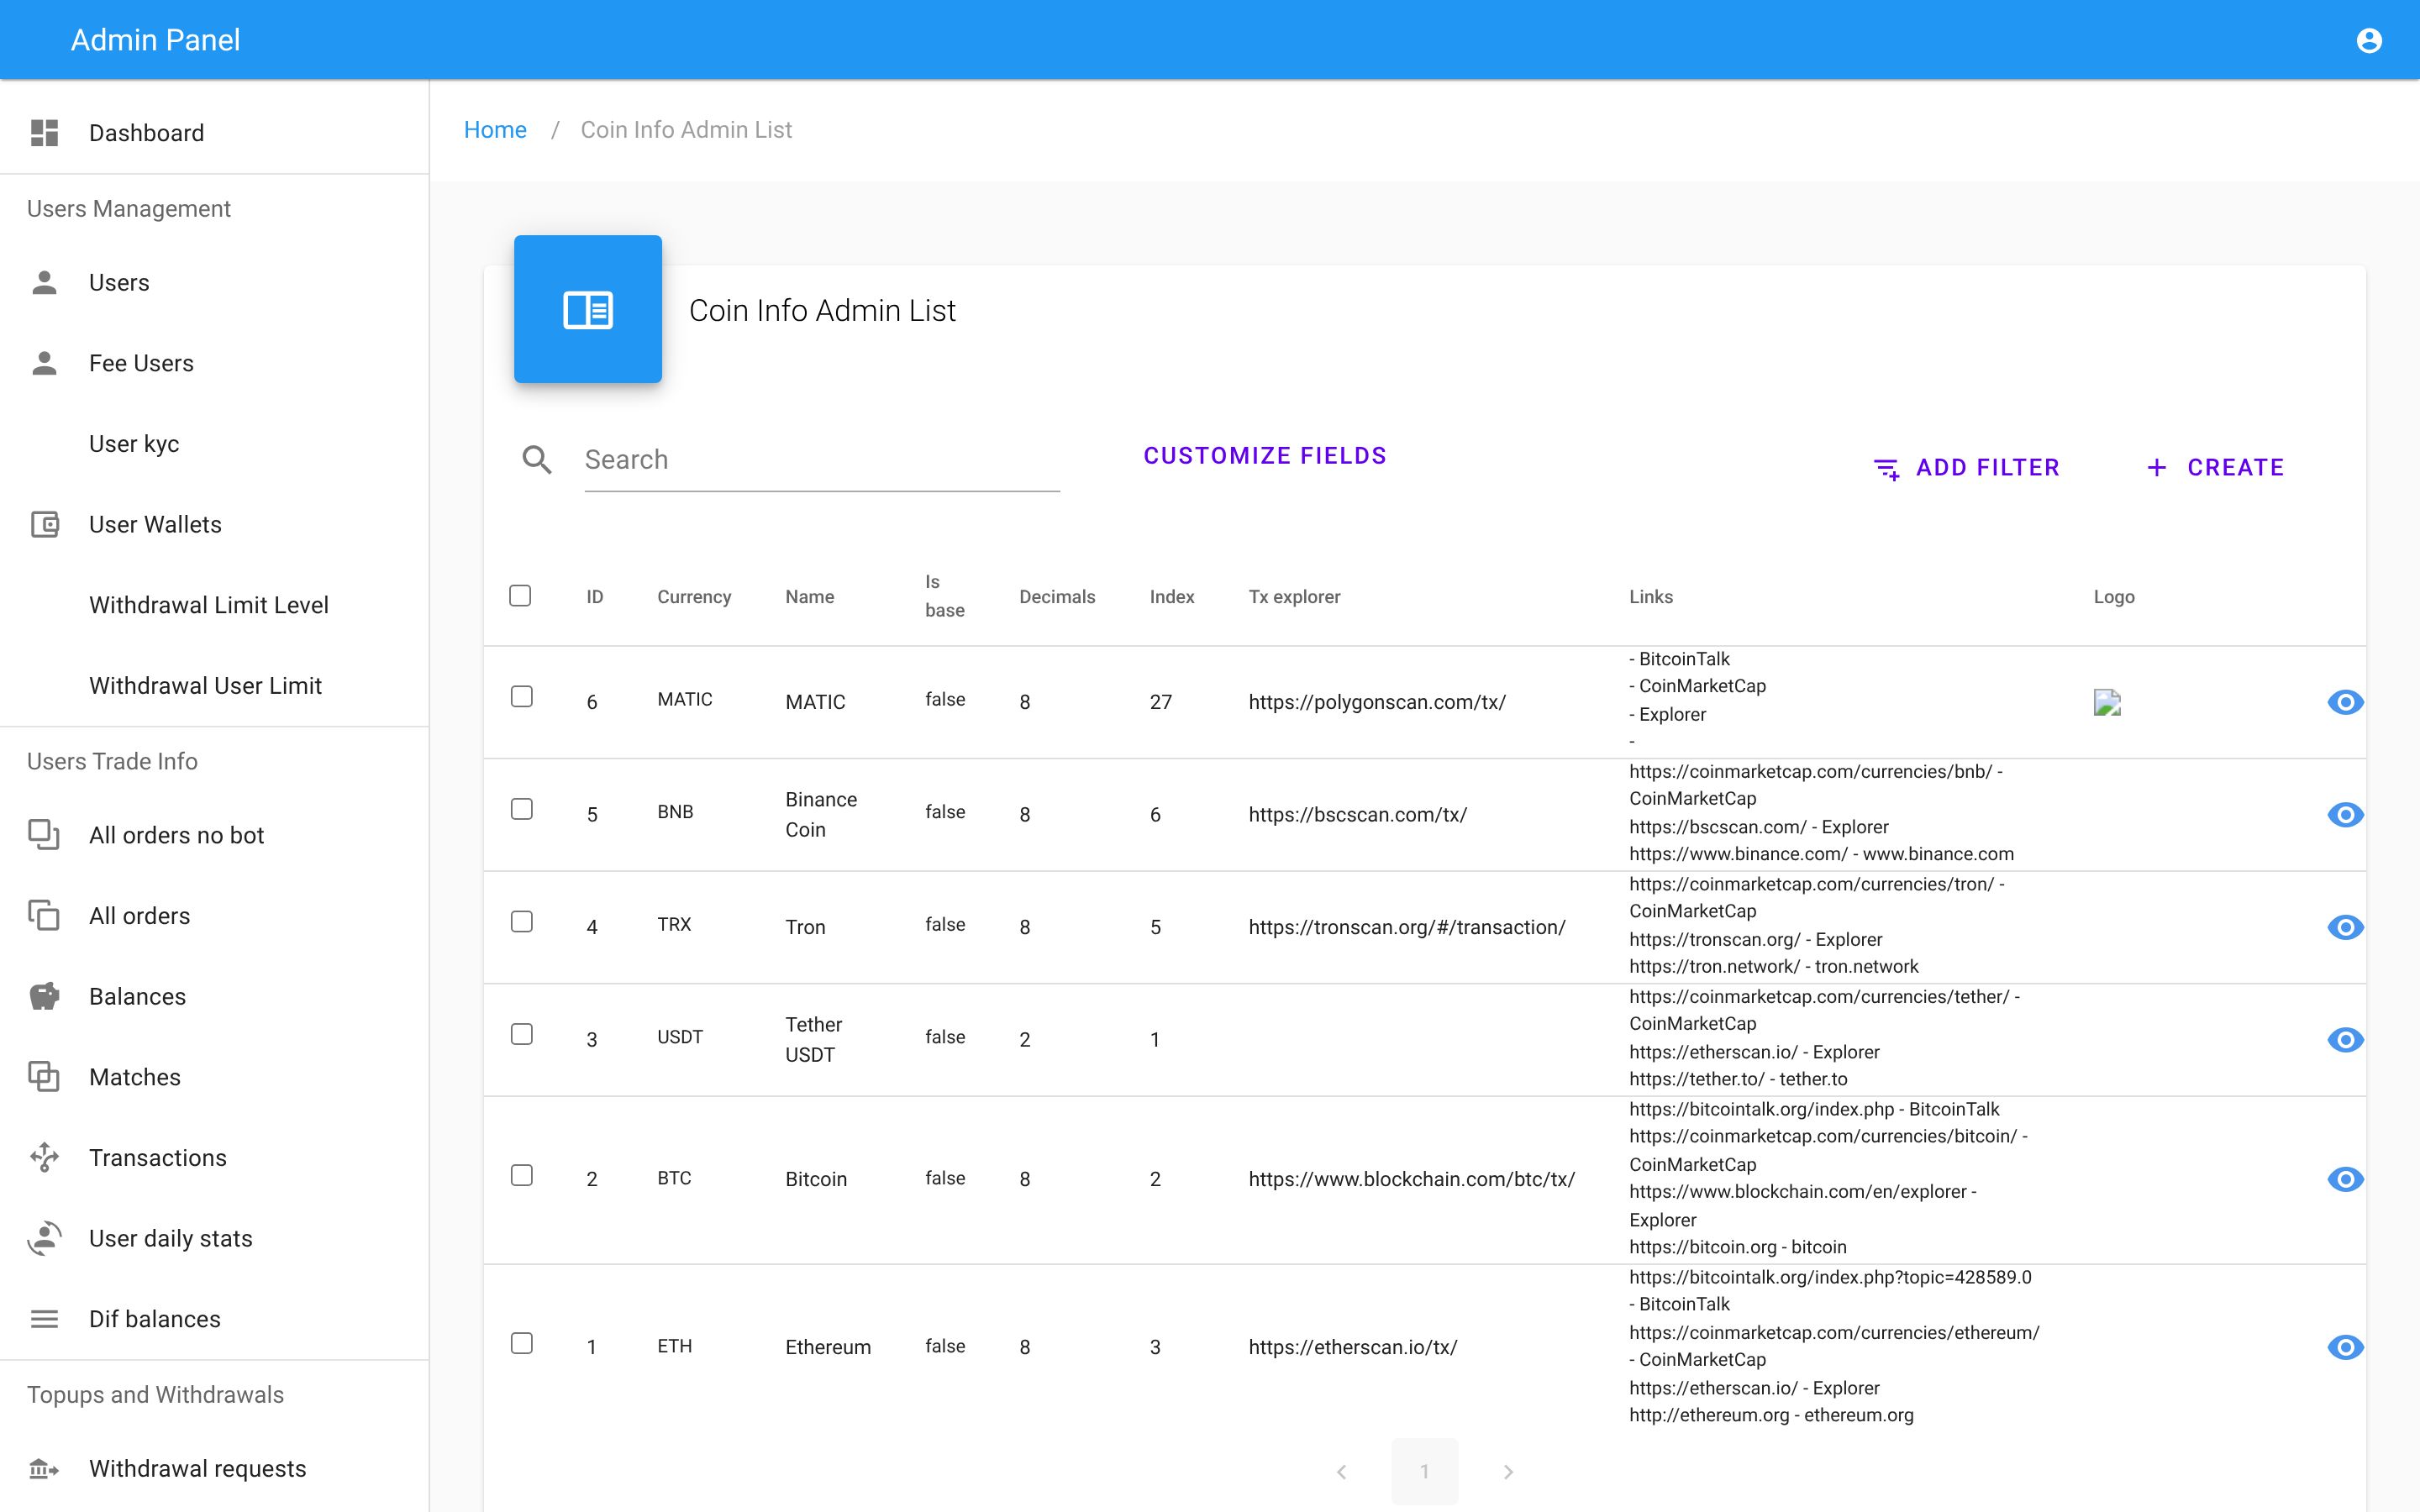 Admin Panel
Dashboard
Users Management
Users
Fee Users
User kyc
User Wallets
Withdrawal Limit Level
Withdrawal User Limit
Users Trade Info
All orders no bot
All orders
Balances
Matches
Transactions
User daily stats
Dif balances
Topups and Withdrawals
Withdrawal requests
Home / Coin Info Admin List
Coin Info Admin List
Search
CUSTOMIZE FIELDS
ADD FILTER
+ CREATE
ID Currency Name Is base Decimals Index Tx explorer Links Logo
6 MATIC MATIC false 8 27 https://polygonscan.com/tx/
- BitcoinTalk
- CoinMarketCap
- Explorer
-
5 BNB Binance Coin false 8 6 https://bscscan.com/tx/
https://coinmarketcap.com/currencies/bnb/ -
CoinMarketCap
https://bscscan.com/ - Explorer
https://www.binance.com/ - www.binance.com
4 TRX Tron false 8 5 https://tronscan.org/#/transaction/
https://coinmarketcap.com/currencies/tron/ -
CoinMarketCap
https://tronscan.org/ - Explorer
https://tron.network/ - tron.network
3 USDT Tether USDT false 2 1
https://coinmarketcap.com/currencies/tether/ -
CoinMarketCap
https://etherscan.io/ - Explorer
https://tether.to/ - tether.to
2 BTC Bitcoin false 8 2 https://www.blockchain.com/btc/tx/
https://bitcointalk.org/index.php - BitcoinTalk
https://coinmarketcap.com/currencies/bitcoin/ -
CoinMarketCap
https://www.blockchain.com/en/explorer -
Explorer
https://bitcoin.org - bitcoin
1 ETH Ethereum false 8 3 https://etherscan.io/tx/
https://bitcointalk.org/index.php?topic=428589.0
- BitcoinTalk
https://coinmarketcap.com/currencies/ethereum/
- CoinMarketCap
https://etherscan.io/ - Explorer
http://ethereum.org - ethereum.org
1